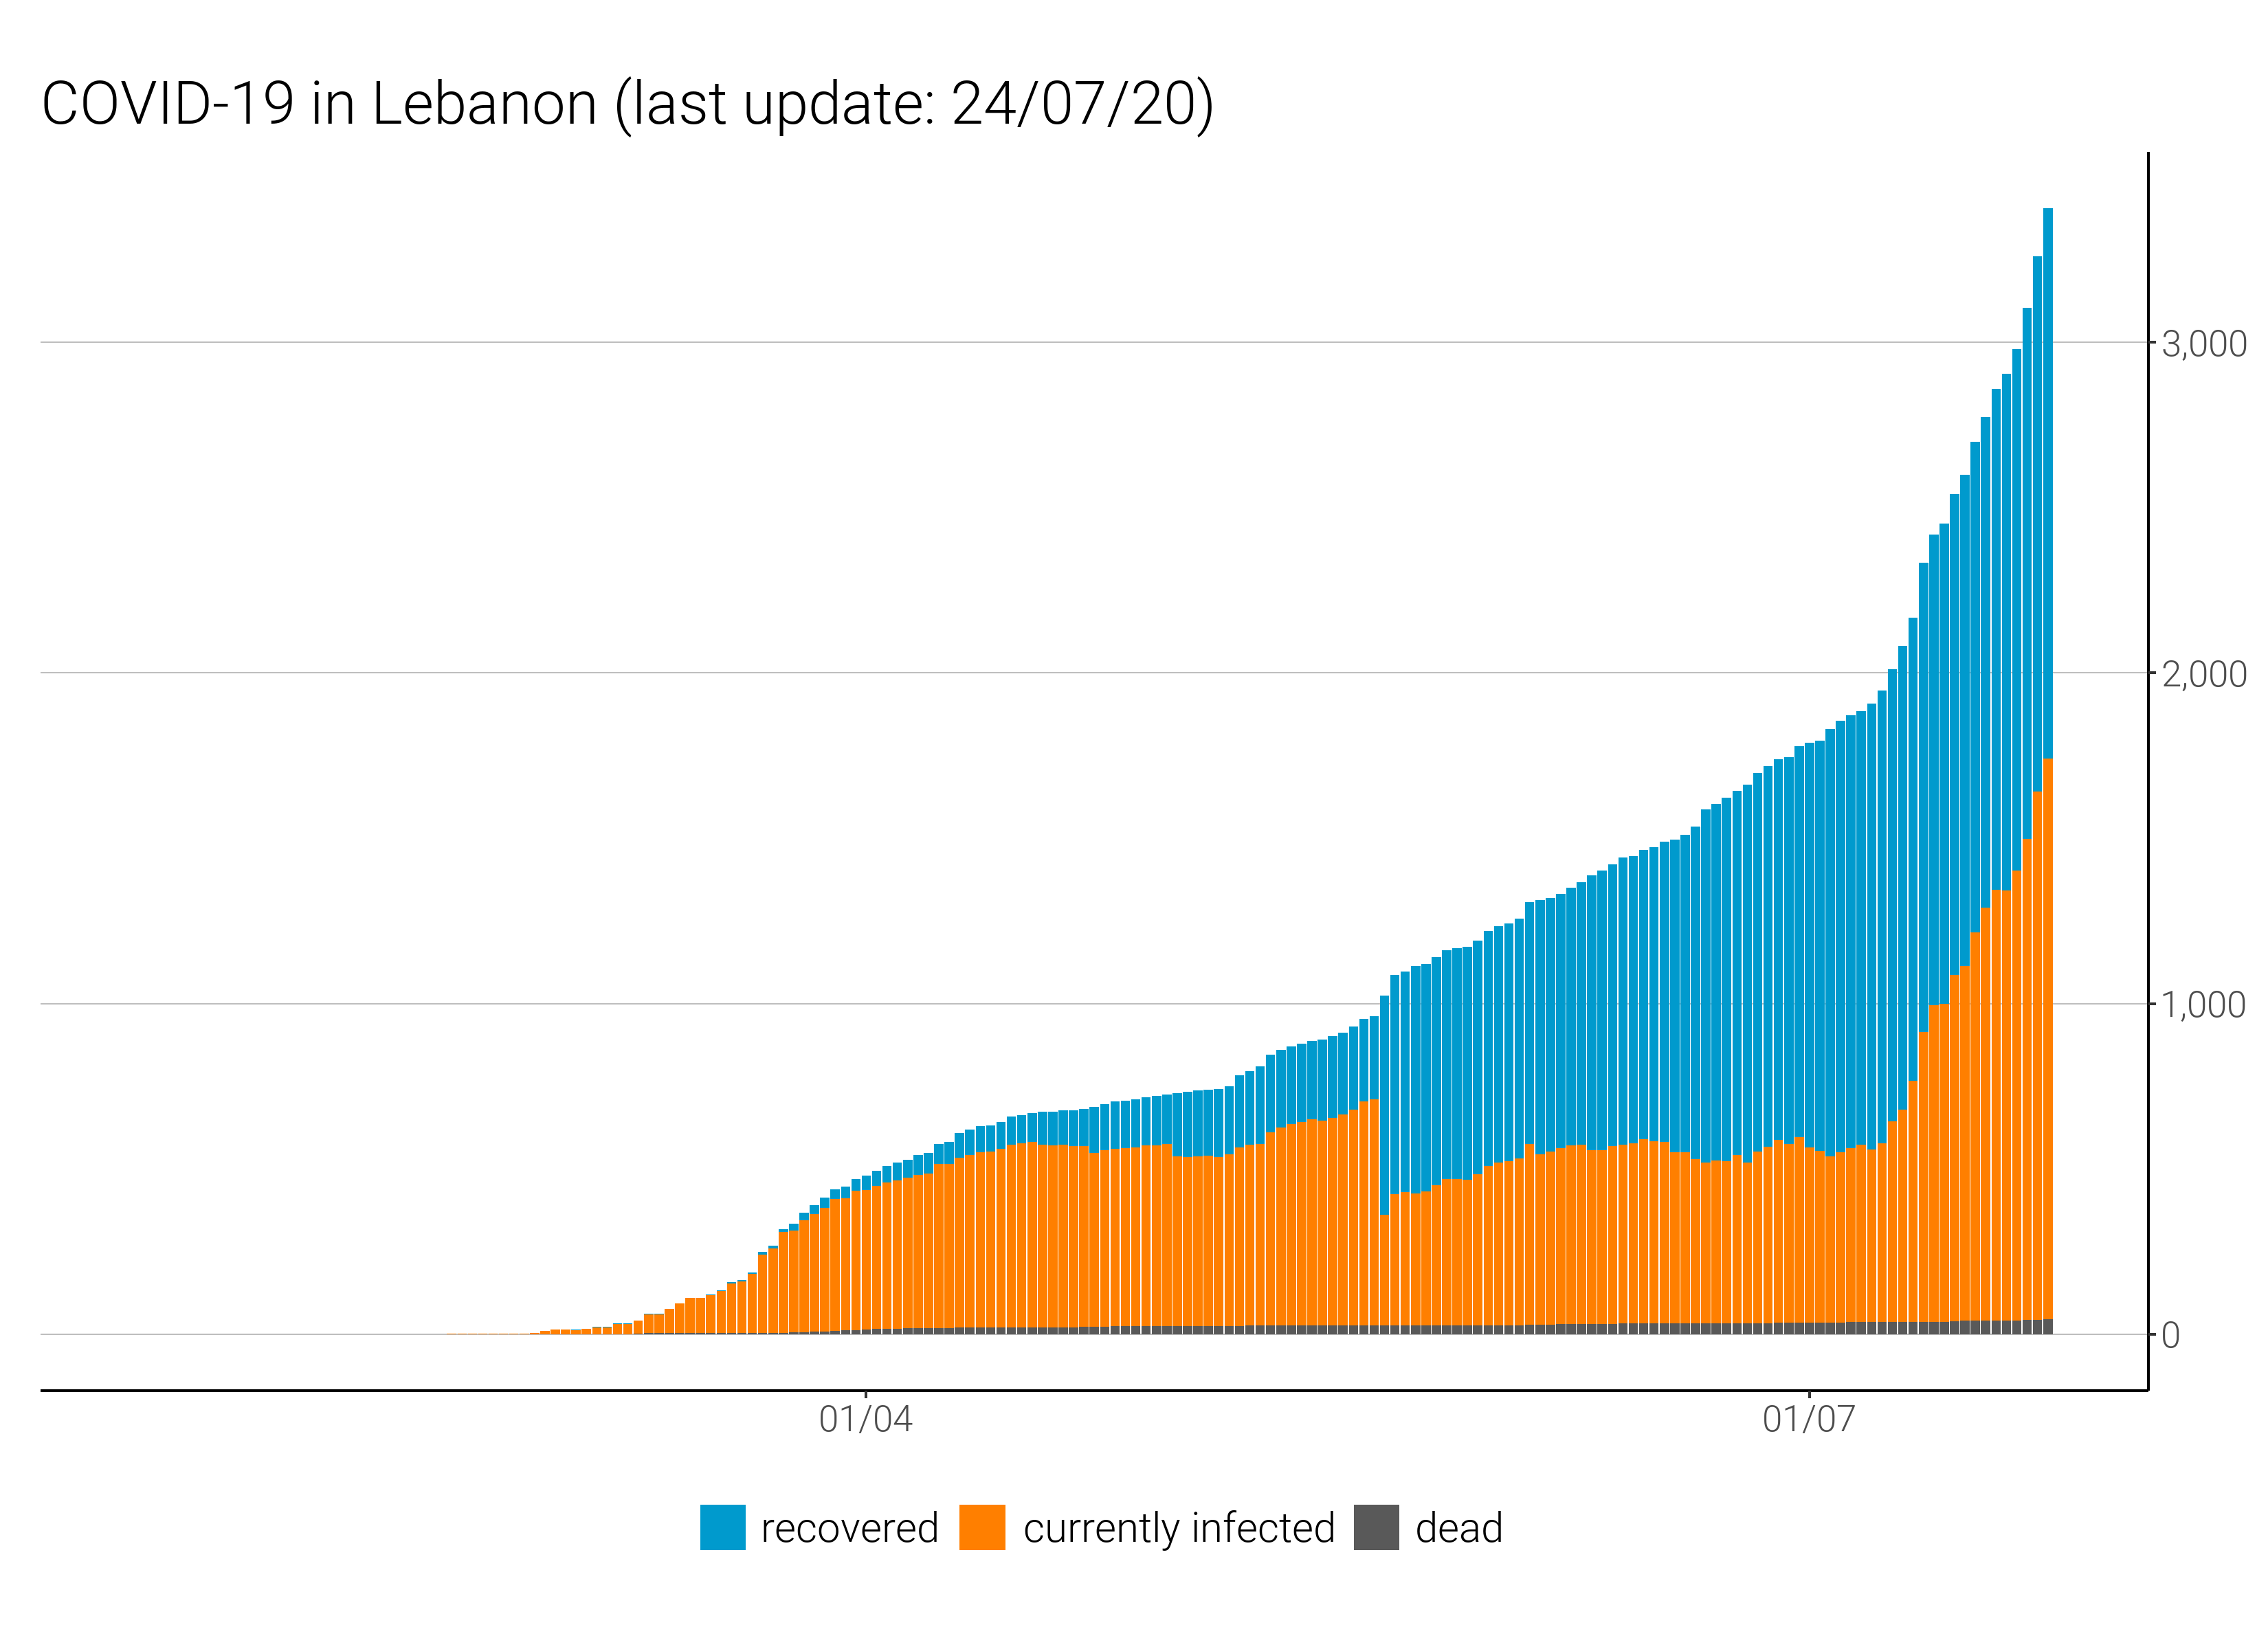 COVID-19 in Lebanon (last update: 24/07/20)
3,000
2,000
1,000
0
01/04 01/07
recovered currently infected dead